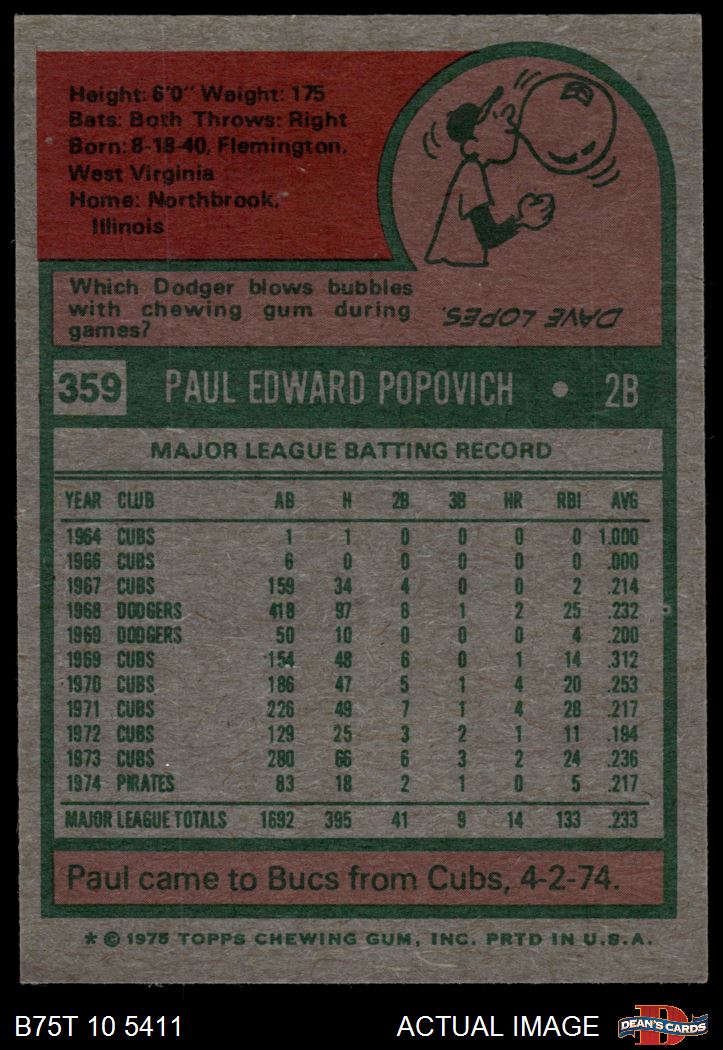 Height: 6'0" Weight: 175
Bats: Both Throws: Right
Born: 8-18-40, Flemington,
West Virginia
Home: Northbrook,
Illinois
Which Dodger blows bubbles
with chewing gum during
games?
DAVE LOPES.
359 PAUL EDWARD POPOVICH • 2B
MAJOR LEAGUE BATTING RECORD
YEAR CLUB AB H 2B 3B HR RBI AVG
1964 CUBS 1 1 0 0 0 0 1.000
1966 CUBS 6 0 0 0 0 0 .000
1967 CUBS 159 34 4 0 0 2 .214
1968 DODGERS 418 97 8 1 2 25 .232
1969 DODGERS 50 10 0 0 0 4 .200
1969 CUBS 154 48 6 0 1 14 .312
1970 CUBS 186 47 5 1 4 20 .253
1971 CUBS 226 49 7 1 4 28 .217
1972 CUBS 129 25 3 2 1 11 .194
1973 CUBS 280 66 6 3 2 24 .236
1974 PIRATES 83 18 2 1 0 5 .217
MAJOR LEAGUE TOTALS 1692 395 41 9 14 133 .233
Paul came to Bucs from Cubs, 4-2-74.
* © 1975 TOPPS CHEWING GUM, INC. PRTD IN U.S.A.
B75T 10 5411 ACTUAL IMAGE DEAN'S CARDS